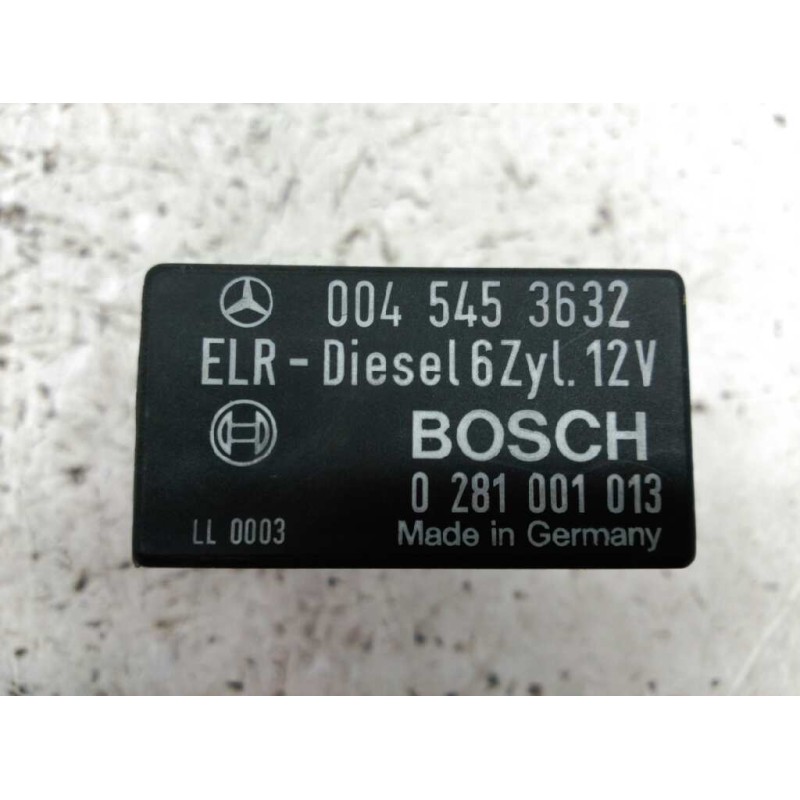 004 545 3632
ELR - Diesel 6Zyl. 12V
BOSCH
0 281 001 013
LL 0003 Made in Germany